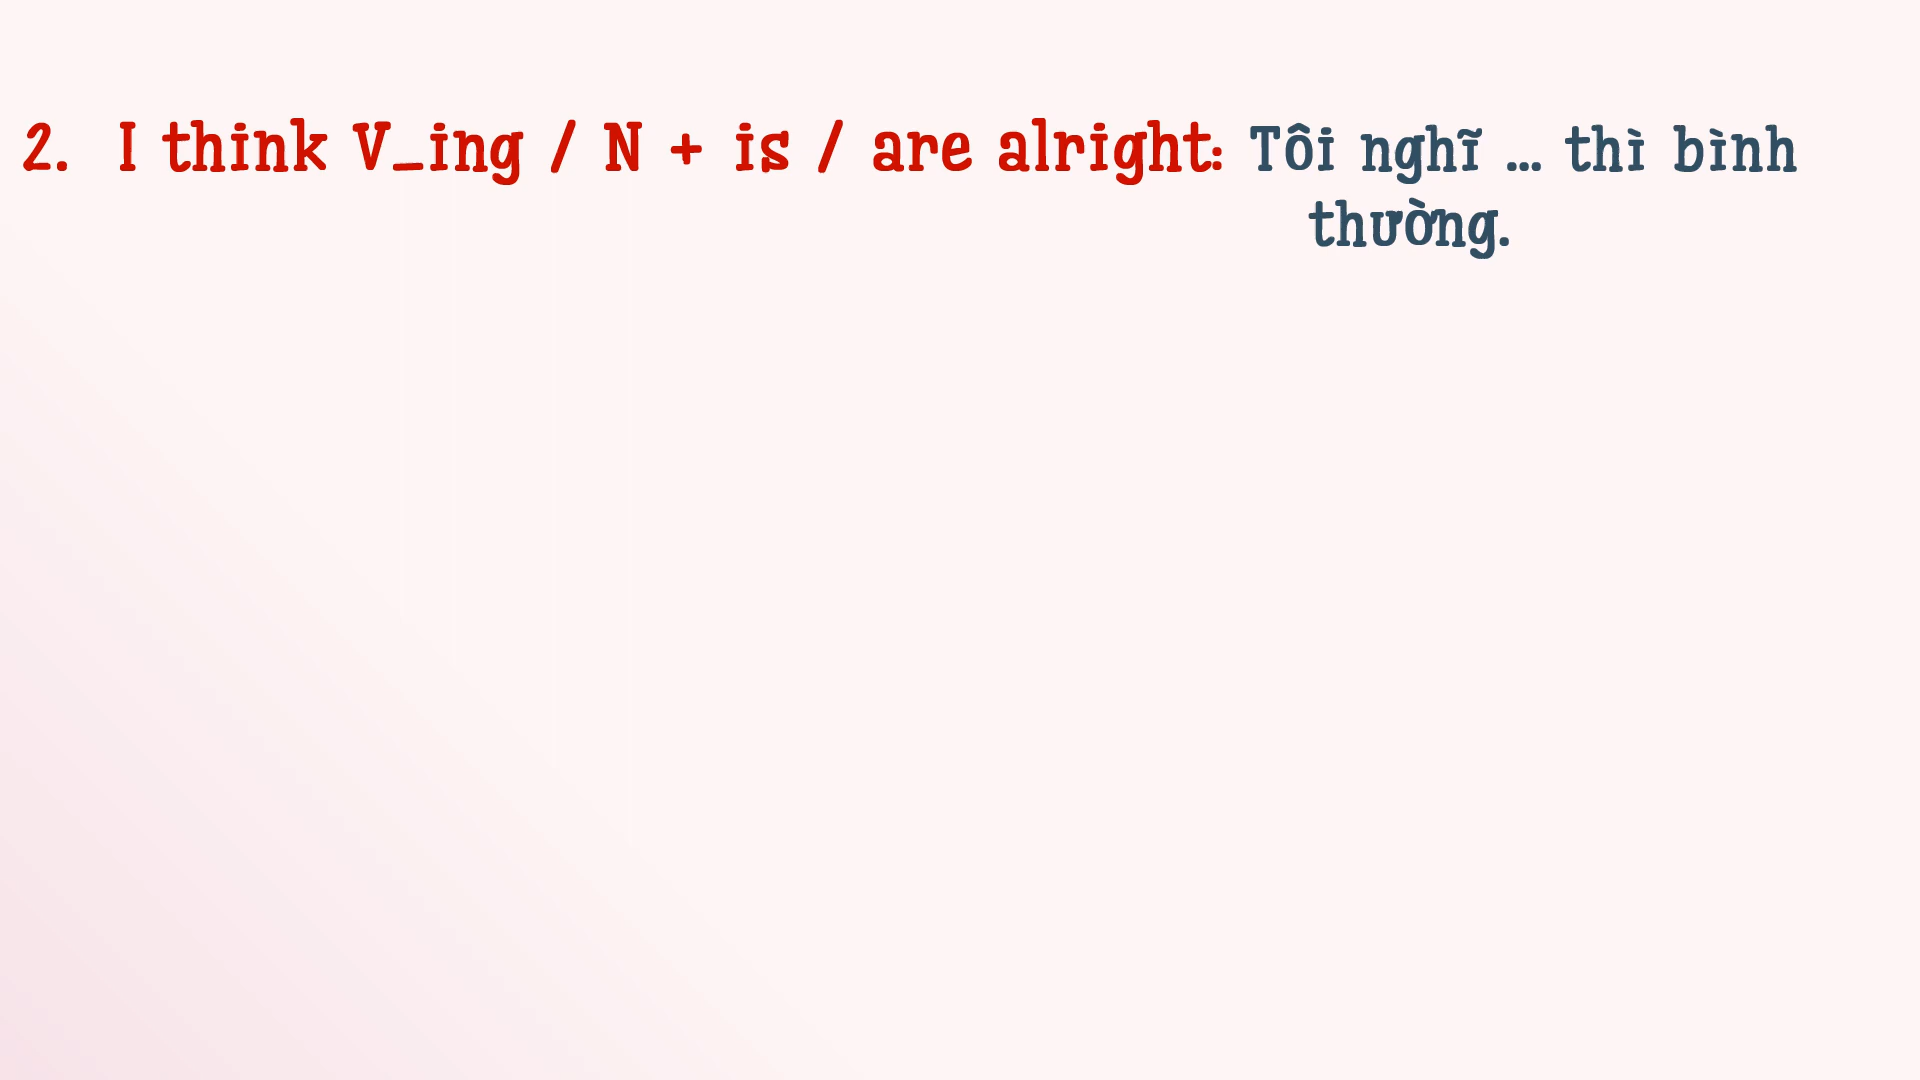 2. I think V_ing / N + is / are alright: Tôi nghĩ ... thì bình
thường.